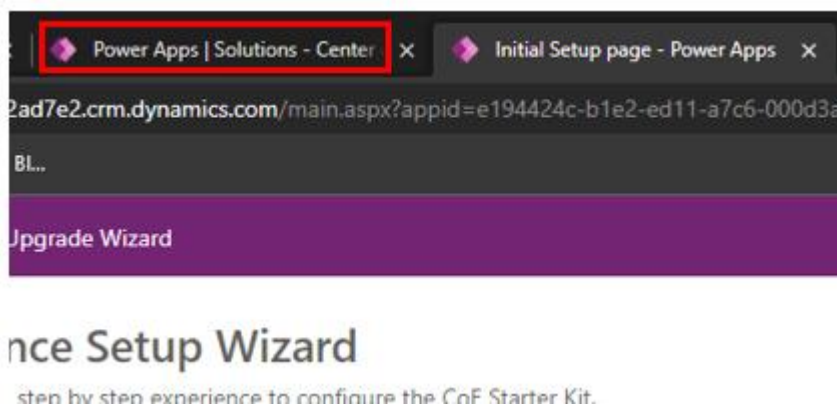 Power Apps | Solutions - Center
Initial Setup page - Power Apps
2ad7e2.crm.dynamics.com/main.aspx?appid=e194424c-b1e2-ed11-a7c6-000d3a
BI...
Upgrade Wizard
nce Setup Wizard
step by step experience to configure the CoE Starter Kit.